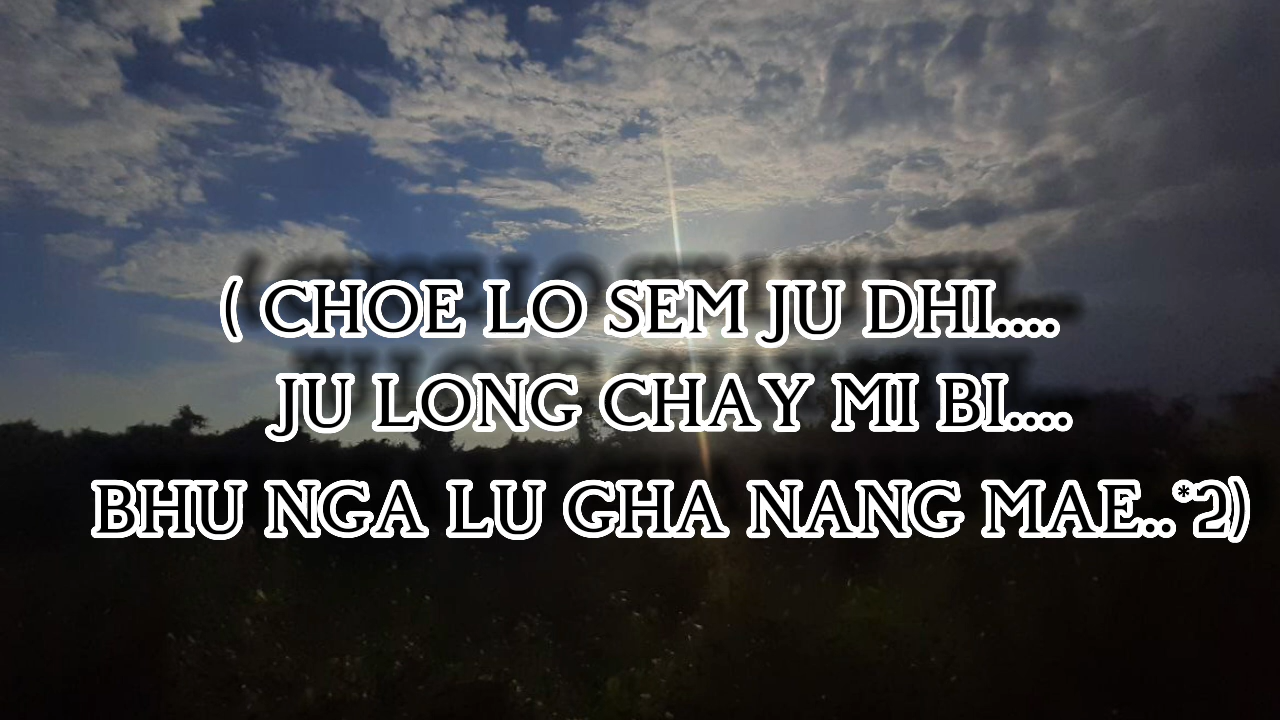 ( CHOE LO SEM JU DHI....
JU LONG CHAY MI BI....
BHU NGA LU GHA NANG MAE..*2)